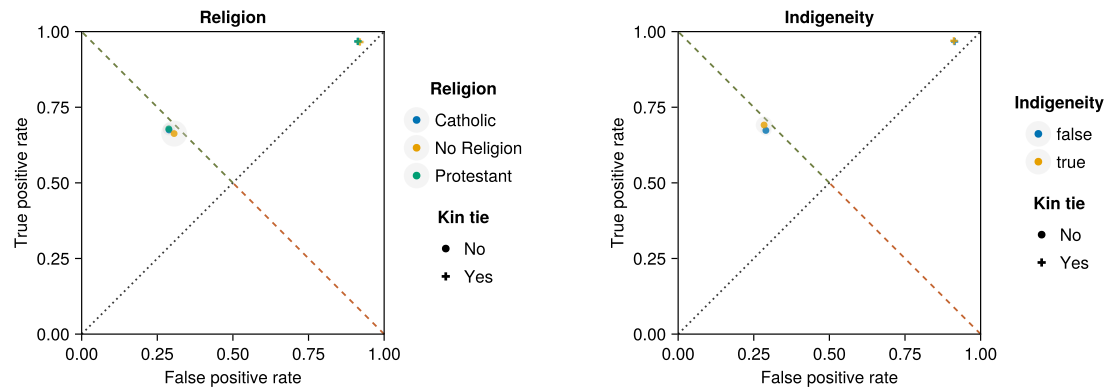 Religion
1.00
0.75
0.50
0.25
0.00
True positive rate
0.00 0.25 0.50 0.75 1.00
False positive rate
Religion
Catholic
No Religion
Protestant
Kin tie
No
Yes
Indigeneity
1.00
0.75
0.50
0.25
0.00
True positive rate
0.00 0.25 0.50 0.75 1.00
False positive rate
Indigeneity
false
true
Kin tie
No
Yes